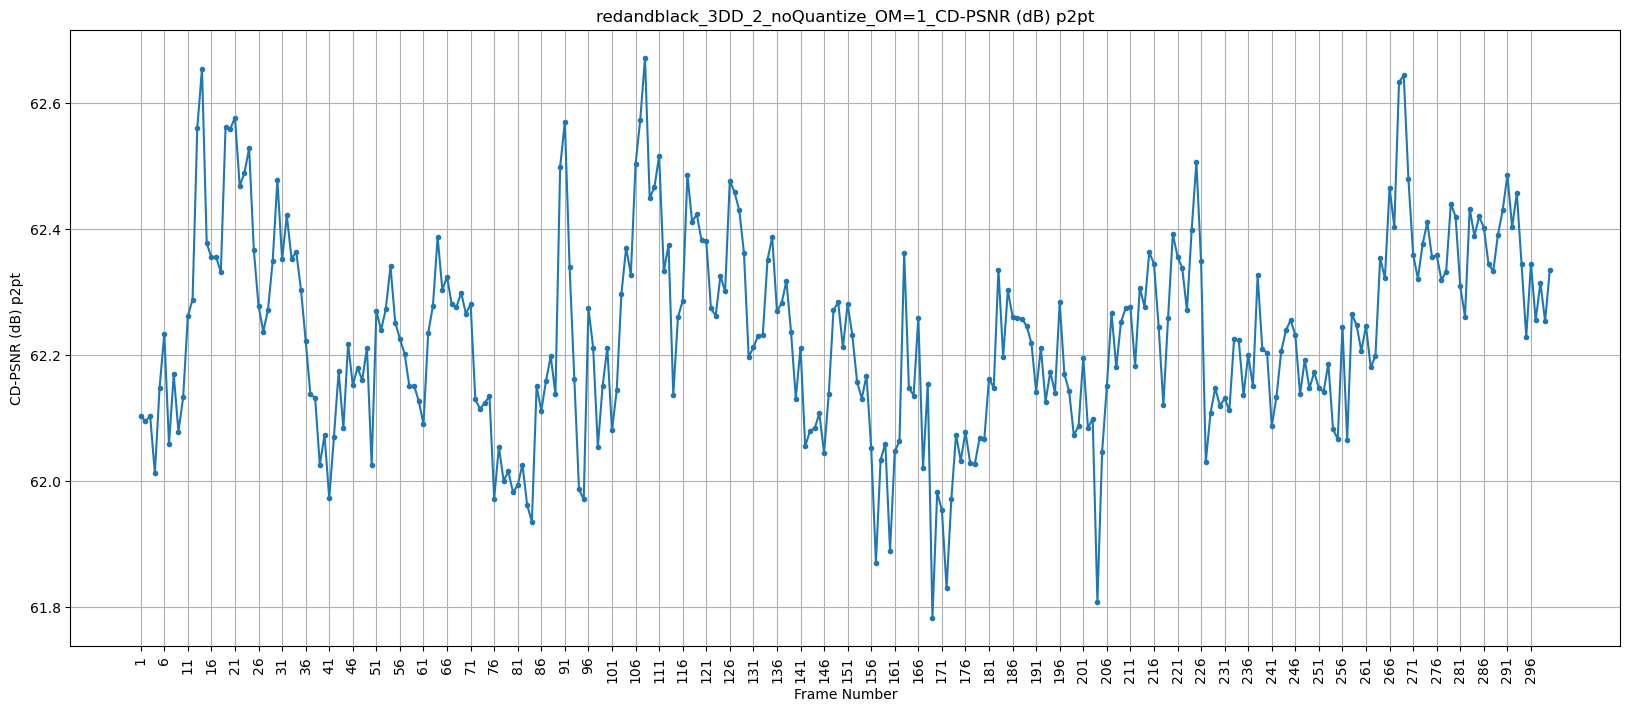 redandblack_3DD_2_noQuantize_OM=1_CD-PSNR (dB) p2pt
CD-PSNR (dB) p2pt
62.6
62.4
62.2
62.0
61.8
1 6 11 16 21 26 31 36 41 46 51 56 61 66 71 76 81 86 91 96 101 106 111 116 121 126 131 136 141 146 151 156 161 166 171 176 181 186 191 196 201 206 211 216 221 226 231 236 241 246 251 256 261 266 271 276 281 286 291 296
Frame Number